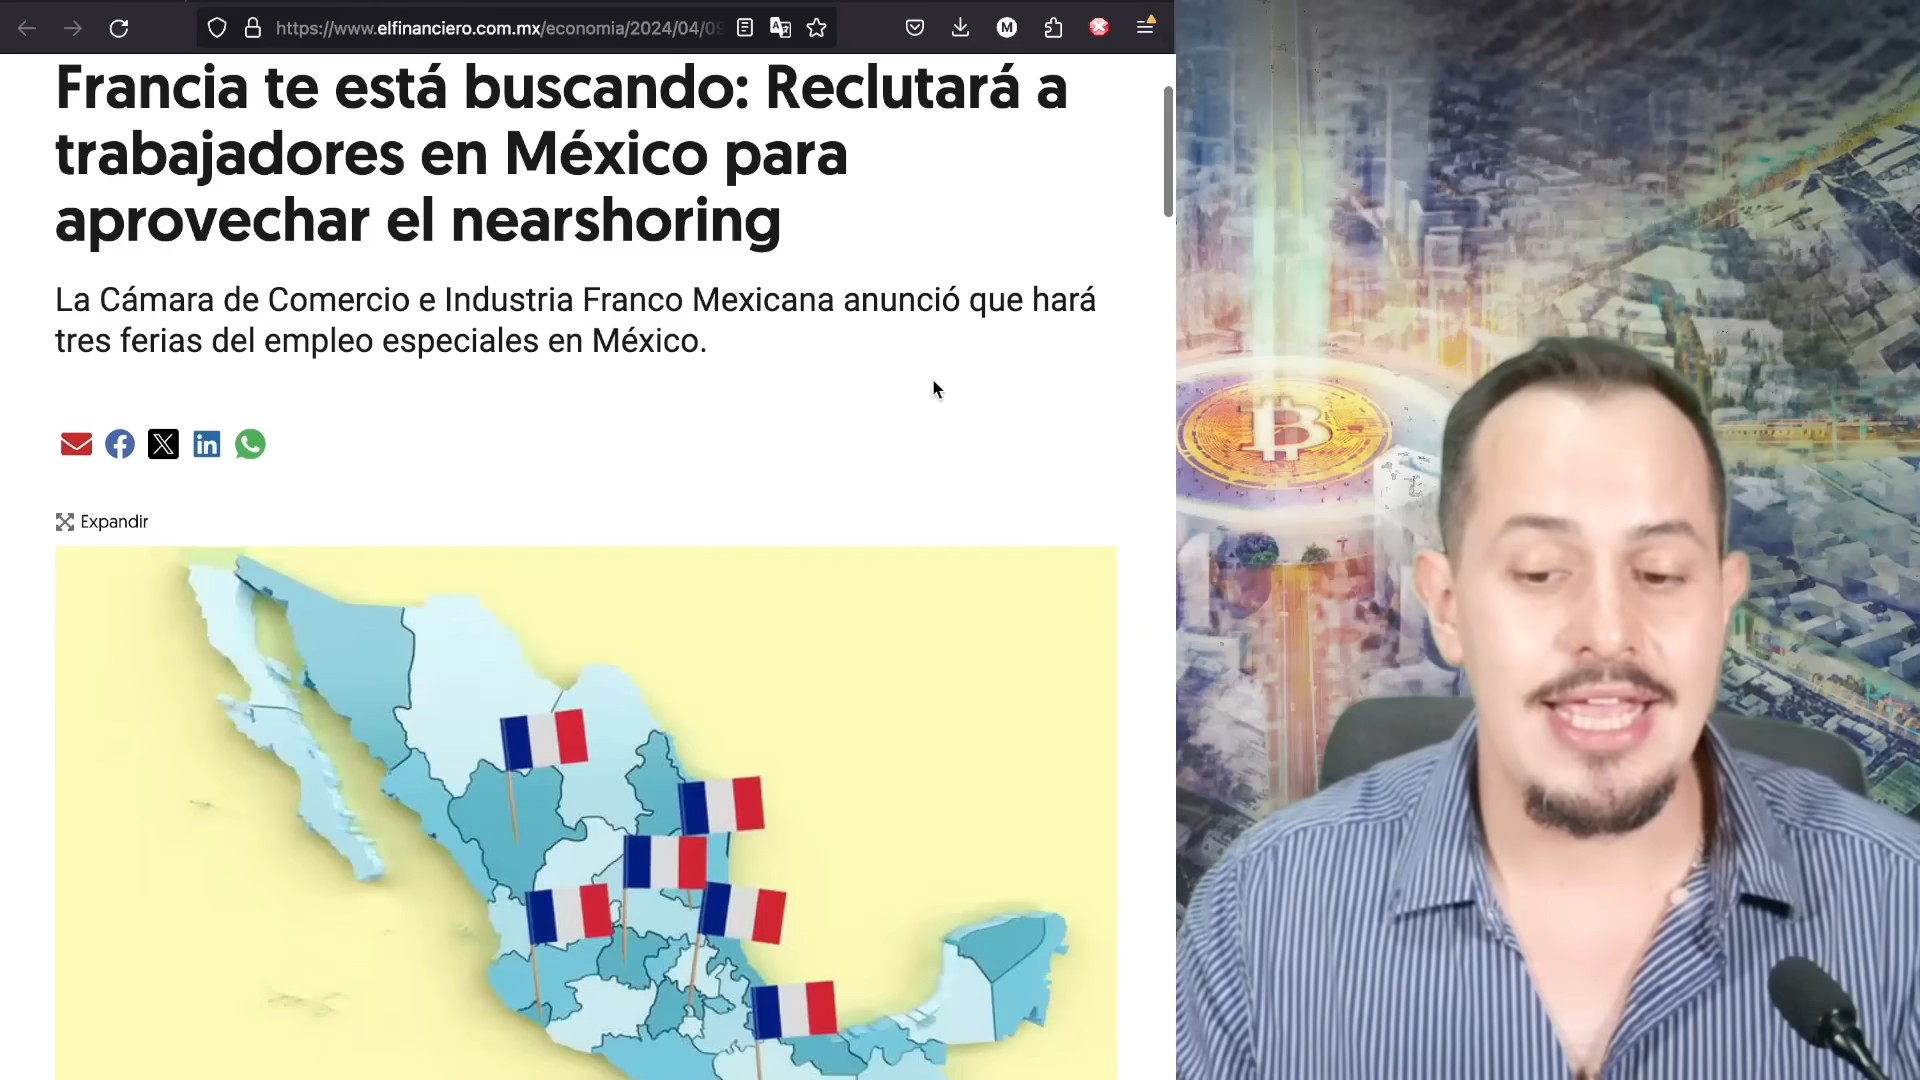 https://www.elfinanciero.com.mx/economia/2024/04/09
Francia te está buscando: Reclutará a
trabajadores en México para
aprovechar el nearshoring
La Cámara de Comercio e Industria Franco Mexicana anunció que hará
tres ferias del empleo especiales en México.
Expandir